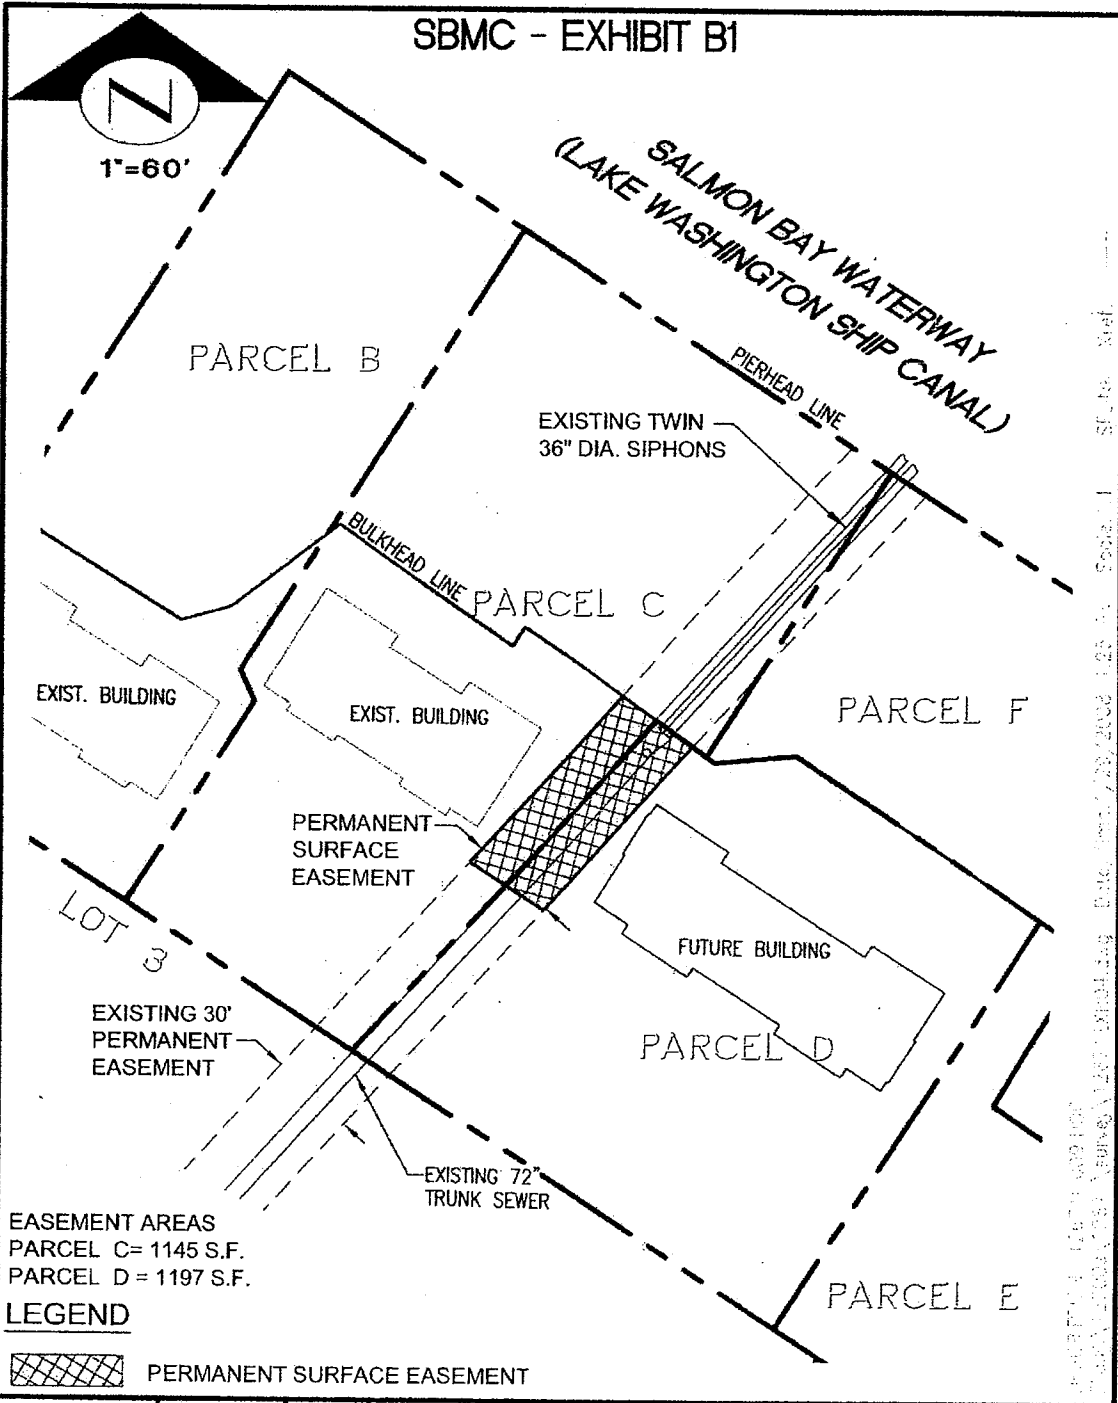 SBMC - EXHIBIT B1
N
1"=60'
SALMON BAY WATERWAY
(LAKE WASHINGTON SHIP CANAL)
PARCEL B
PIERHEAD LINE
EXISTING TWIN
36" DIA. SIPHONS
BULKHEAD LINE
PARCEL C
EXIST. BUILDING
EXIST. BUILDING
PARCEL F
PERMANENT
SURFACE
EASEMENT
LOT 3
FUTURE BUILDING
EXISTING 30'
PERMANENT
EASEMENT
PARCEL D
EXISTING 72"
TRUNK SEWER
EASEMENT AREAS
PARCEL C= 1145 S.F.
PARCEL D = 1197 S.F.
PARCEL E
LEGEND
PERMANENT SURFACE EASEMENT